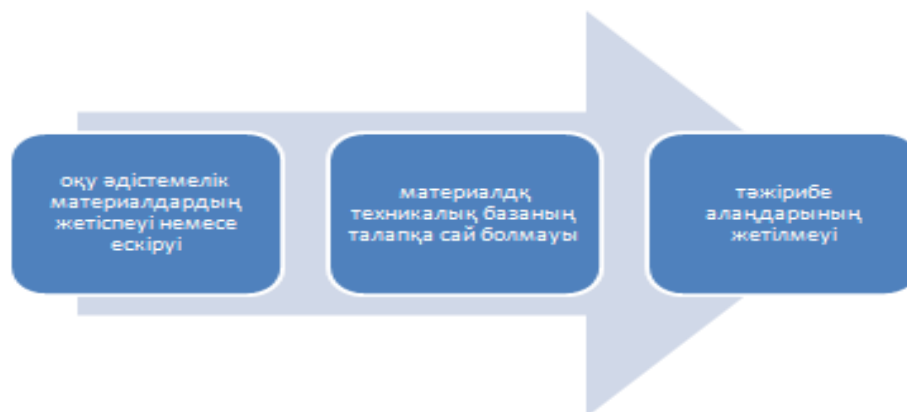 оқу әдістемелік
материалдардың
жетіспеуі немесе
ескіруі
материалдқ
техникалық базаның
талапқа сай болмауы
тәжірибе
алаңдарының
жетілмеуі